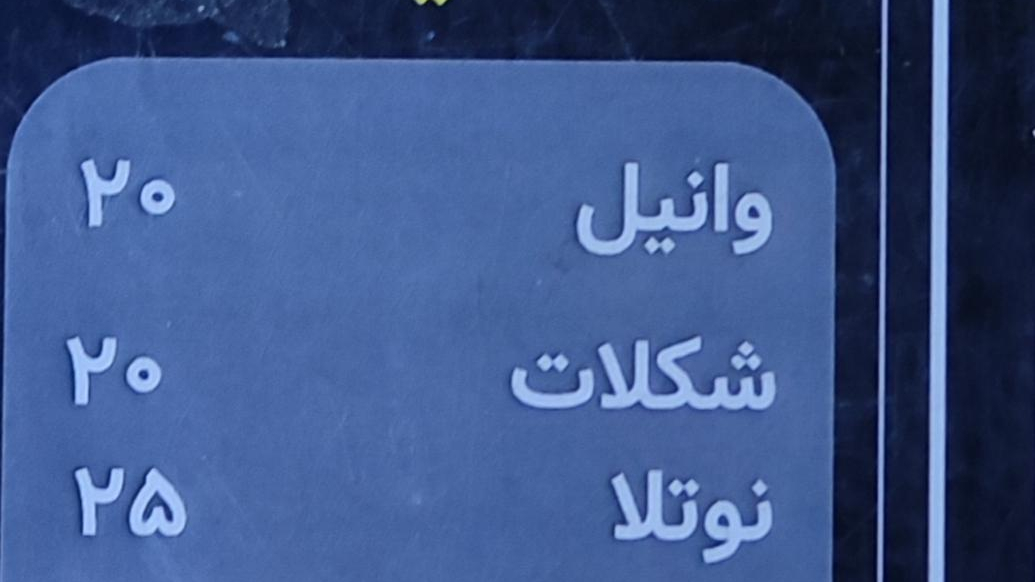 وانیل ۲۰
شکلات ۲۰
نوتلا ۲۵